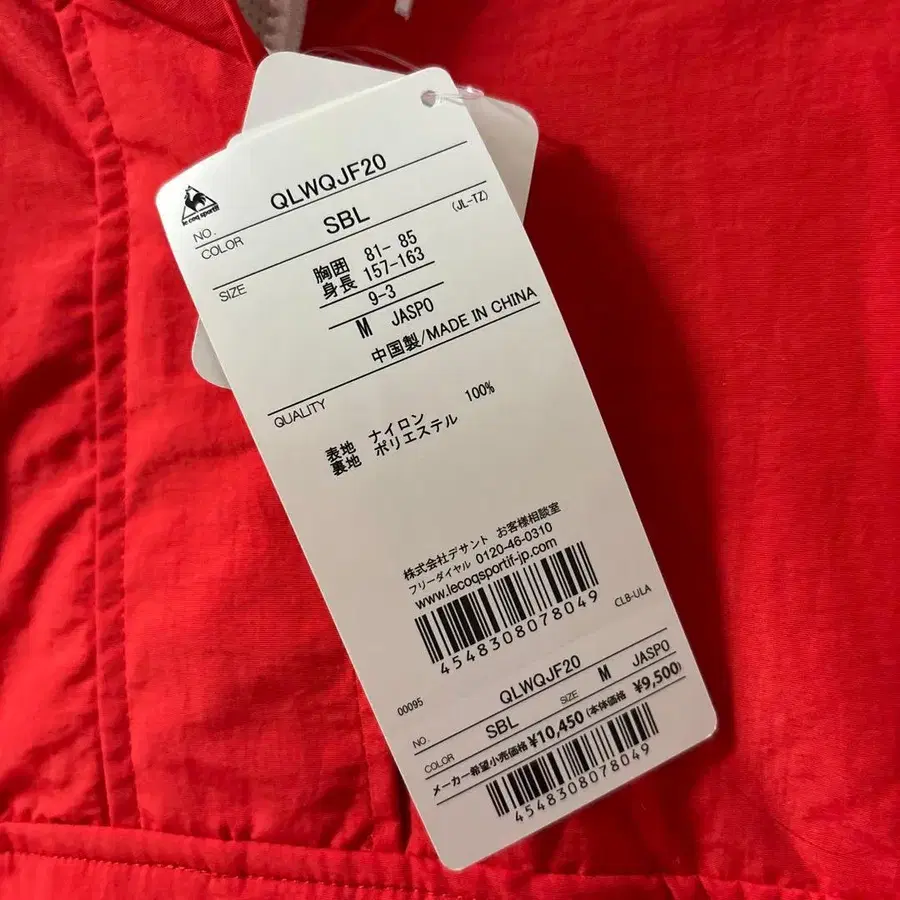 le coq sportif
NO. QLWQJF20
COLOR SBL (JL-TZ)
SIZE 胸囲 81- 85
身長 157-163
9-3
M JASPO
中国製/MADE IN CHINA
QUALITY
表地 ナイロン 100%
裏地 ポリエステル
株式会社デサント お客様相談室
フリーダイヤル 0120-46-0310
www.lecoqsportif-jp.com
4548308078049
CLB-ULA
00095
NO. QLWQJF20
COLOR SBL SIZE M JASPO
メーカー希望小売価格 ¥10,450 (本体価格 ¥9,500)
4548308078049